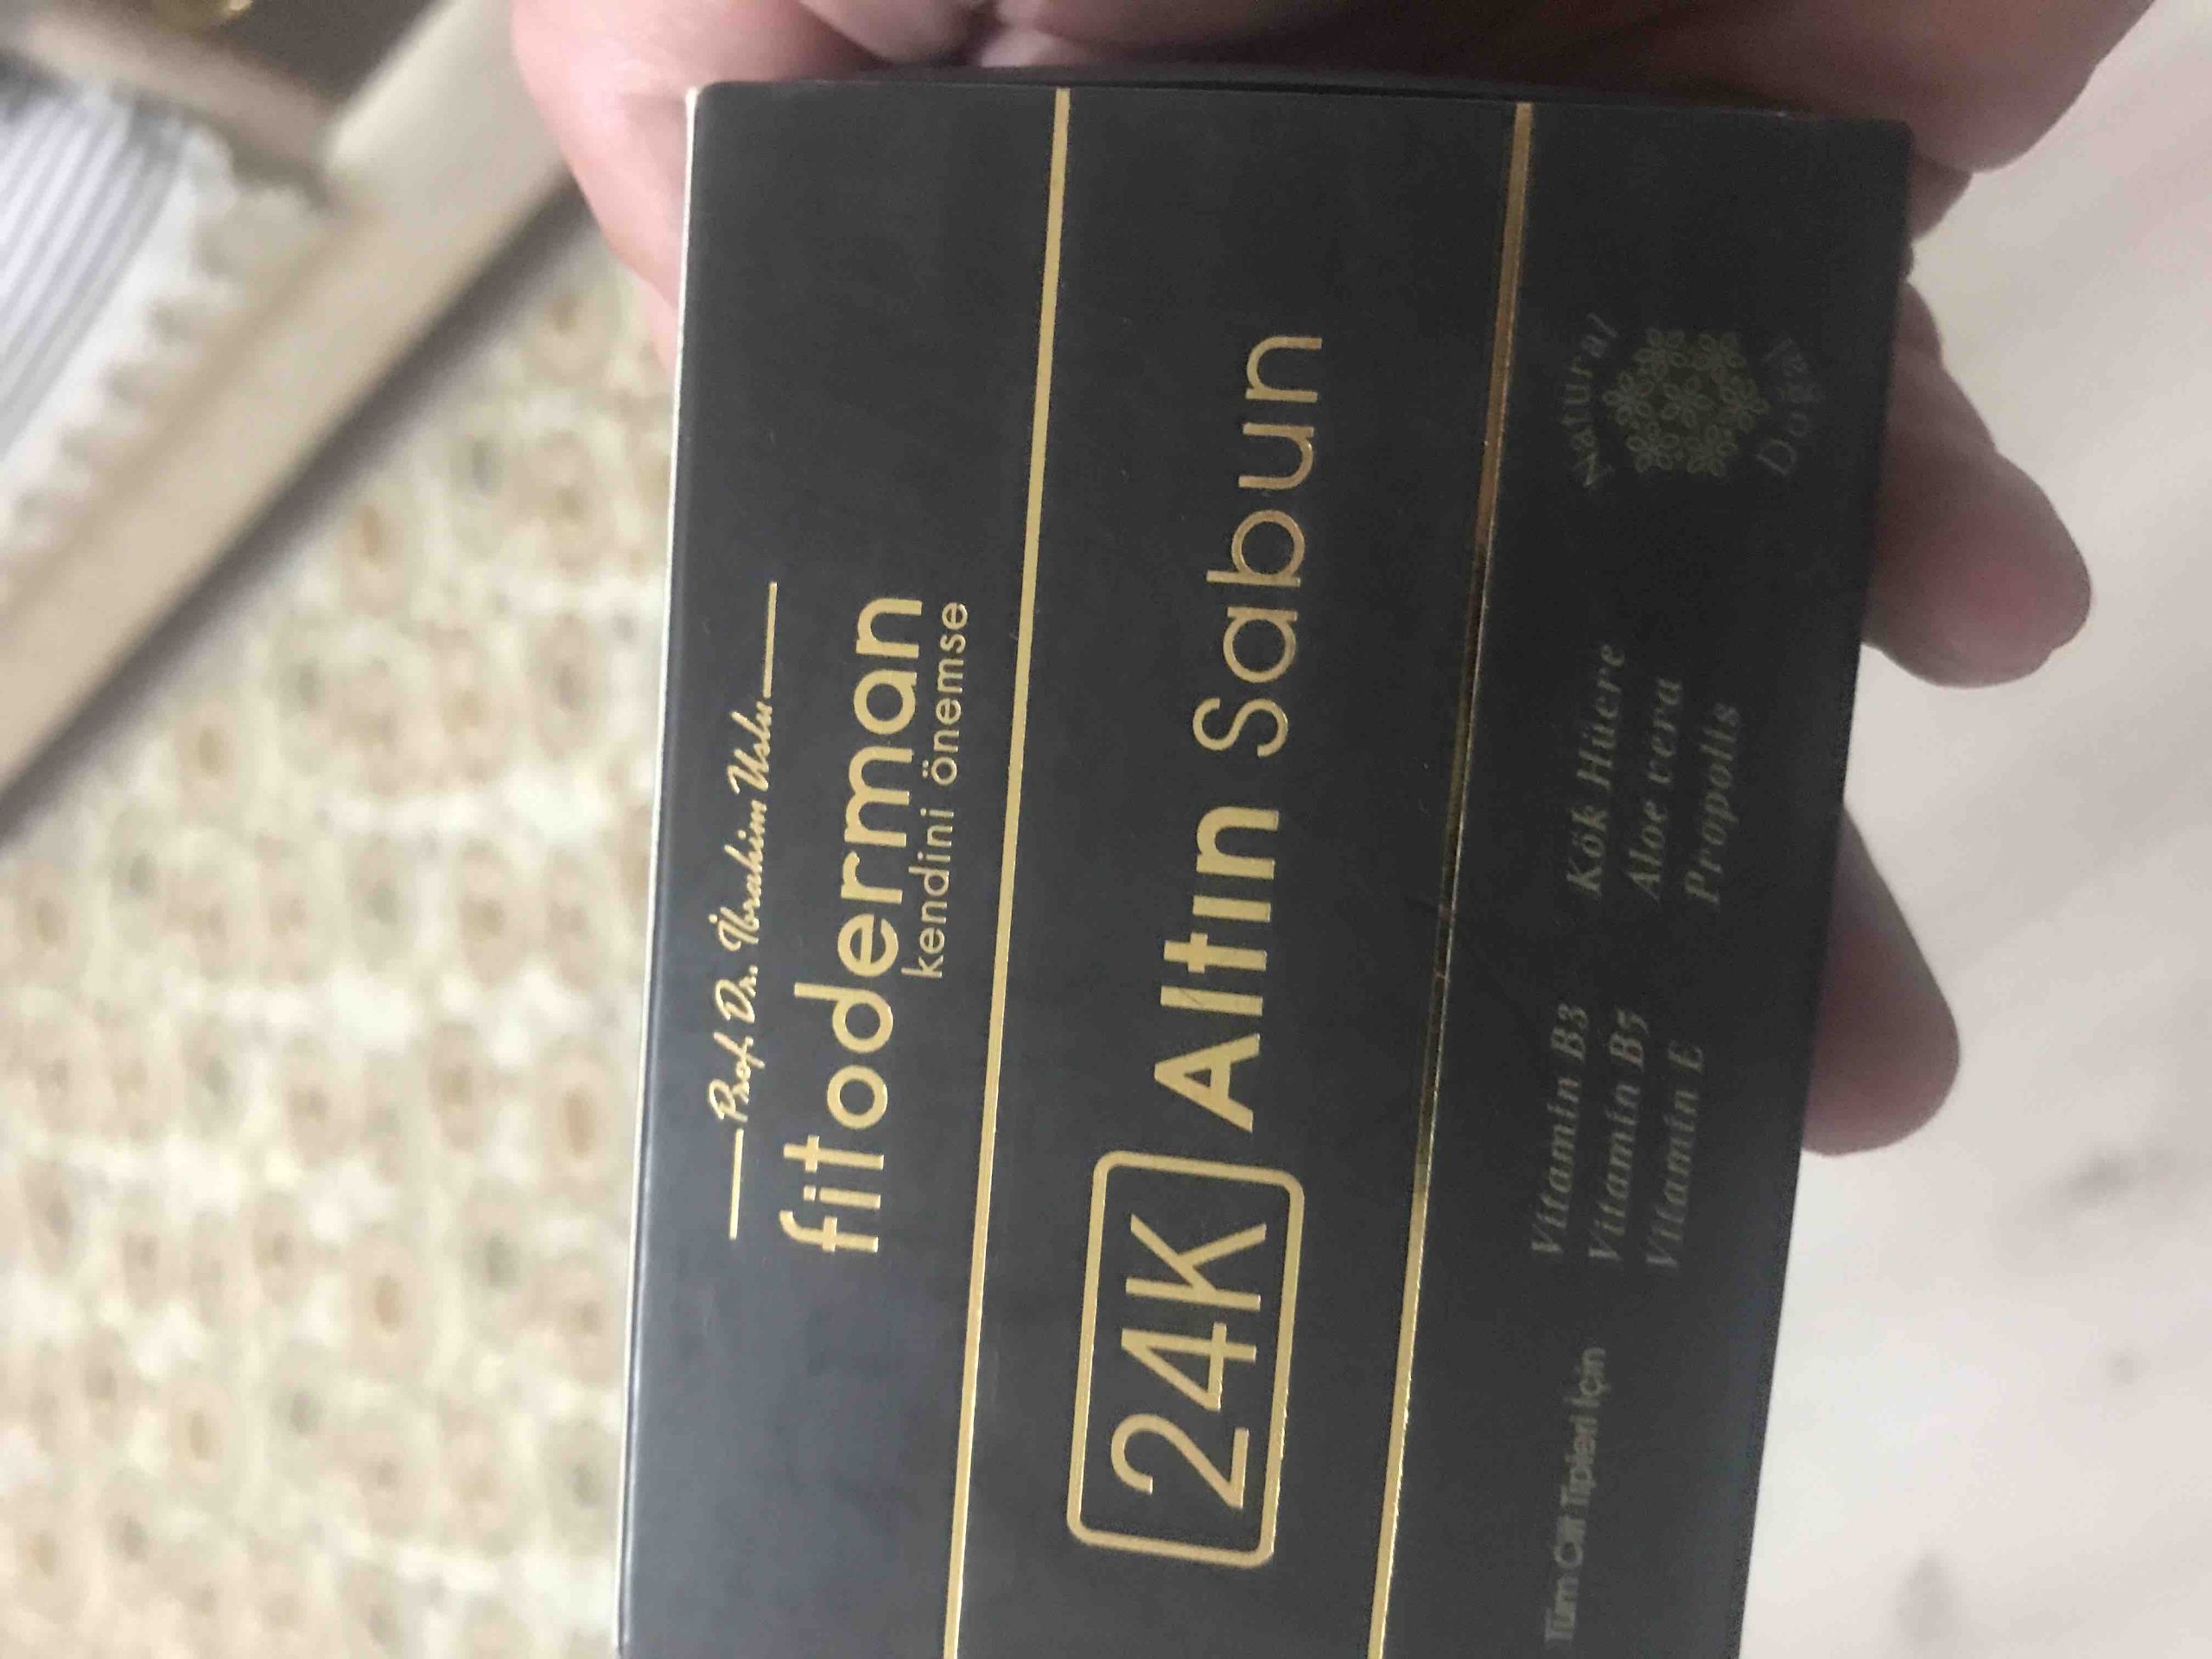 Prof. Dr. İbrahim Uslu
fitoderman
kendini önemse
24K Altın Sabun
Tüm Cilt Tipleri İçin
Vitamin B3
Vitamin B5
Vitamin E
Kök Hücre
Aloe vera
Propolis
Natural
Doğal